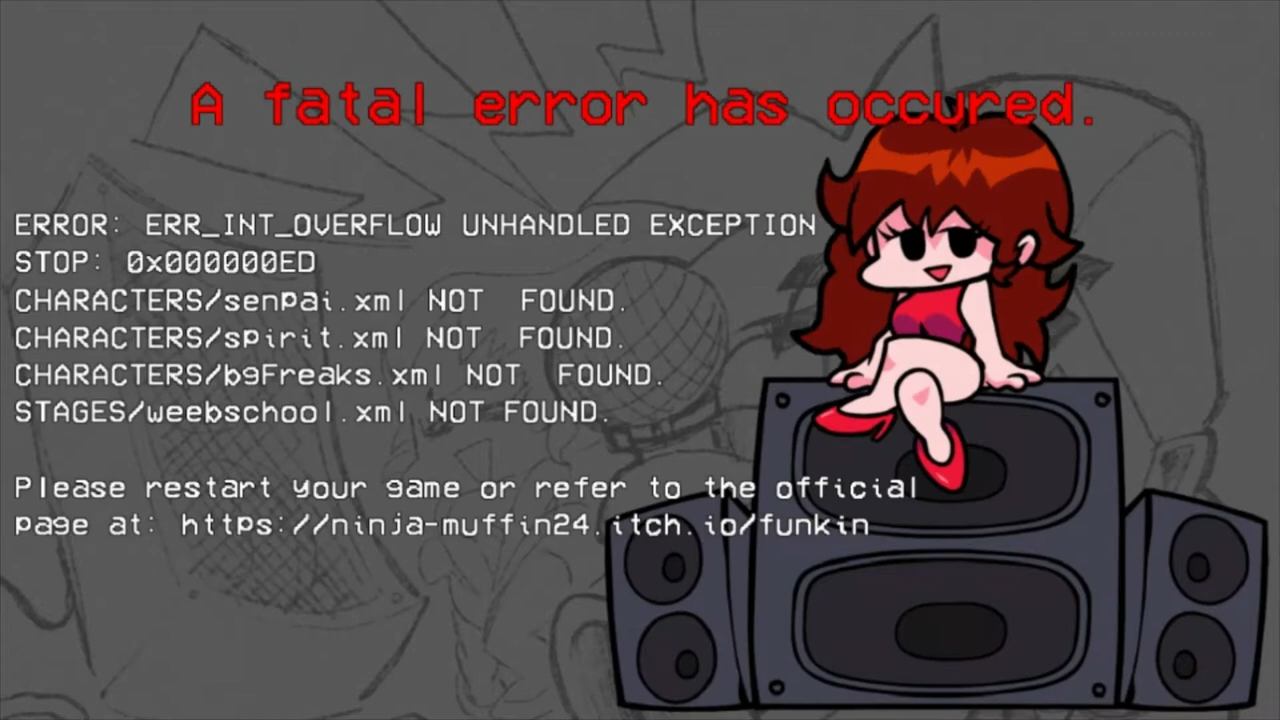 A fatal error has occured.
ERROR: ERR_INT_OVERFLOW UNHANDLED EXCEPTION
STOP: 0x000000ED
CHARACTERS/senpai.xml NOT FOUND.
CHARACTERS/spirit.xml NOT FOUND.
CHARACTERS/bgFreaks.xml NOT FOUND.
STAGES/weebschool.xml NOT FOUND.
Please restart your game or refer to the official
page at: https://ninja-muffin24.itch.io/funkin